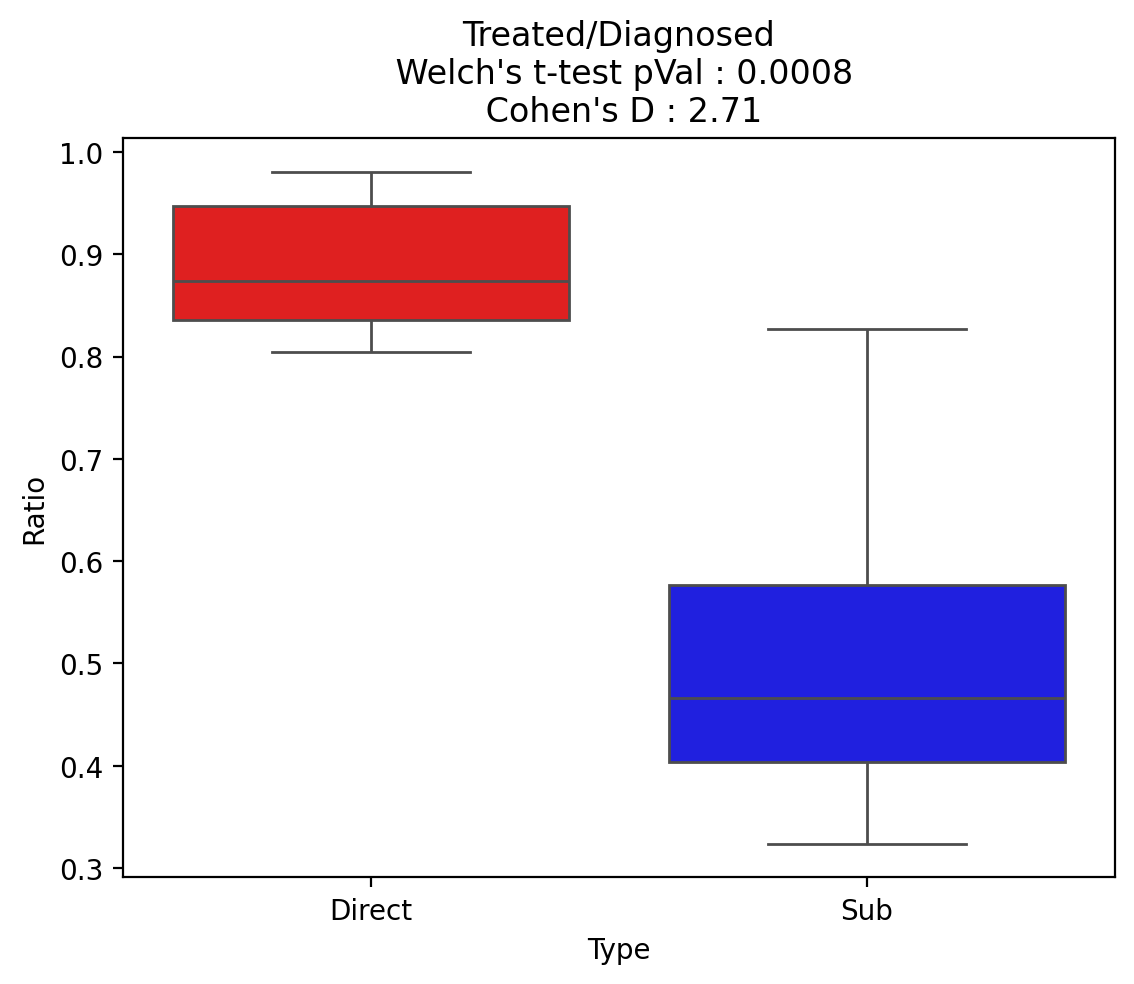 Treated/Diagnosed
Welch's t-test pVal : 0.0008
Cohen's D : 2.71
1.0
0.9
0.8
0.7
0.6
0.5
0.4
0.3
Ratio
Direct
Sub
Type